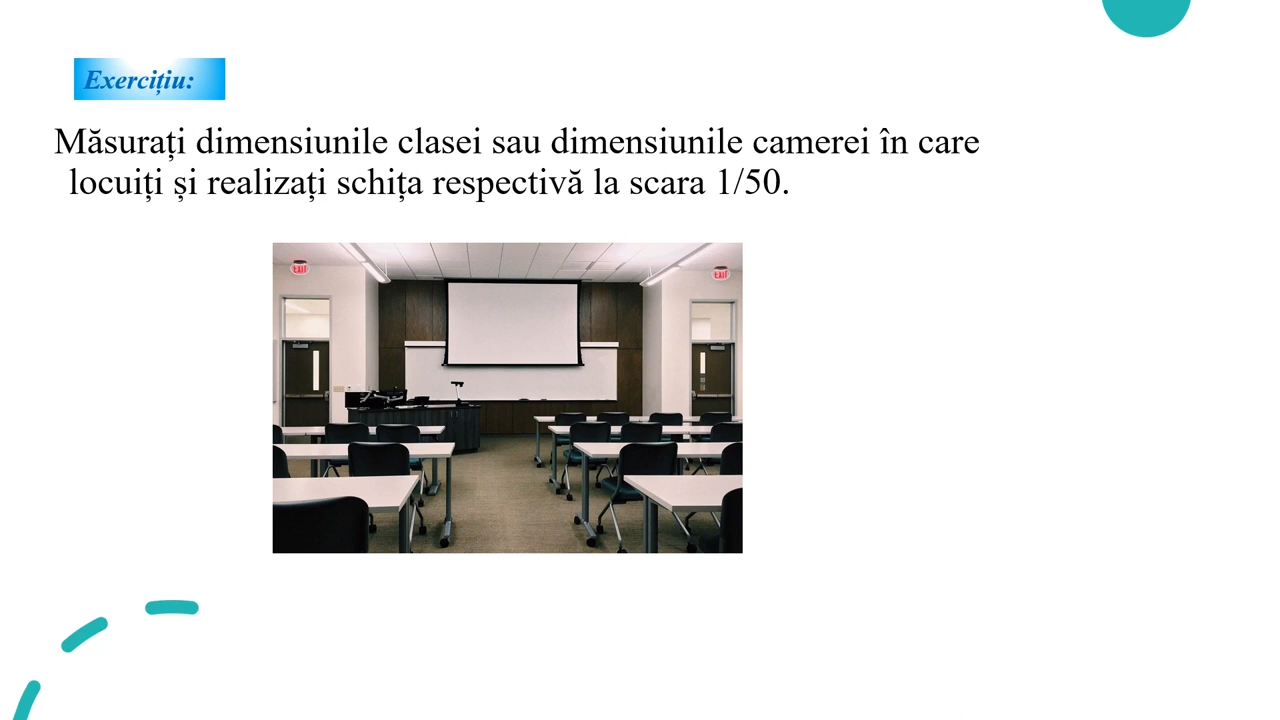 Exercițiu:
Măsurați dimensiunile clasei sau dimensiunile camerei în care
locuiți și realizați schița respectivă la scara 1/50.
EXIT
EXIT